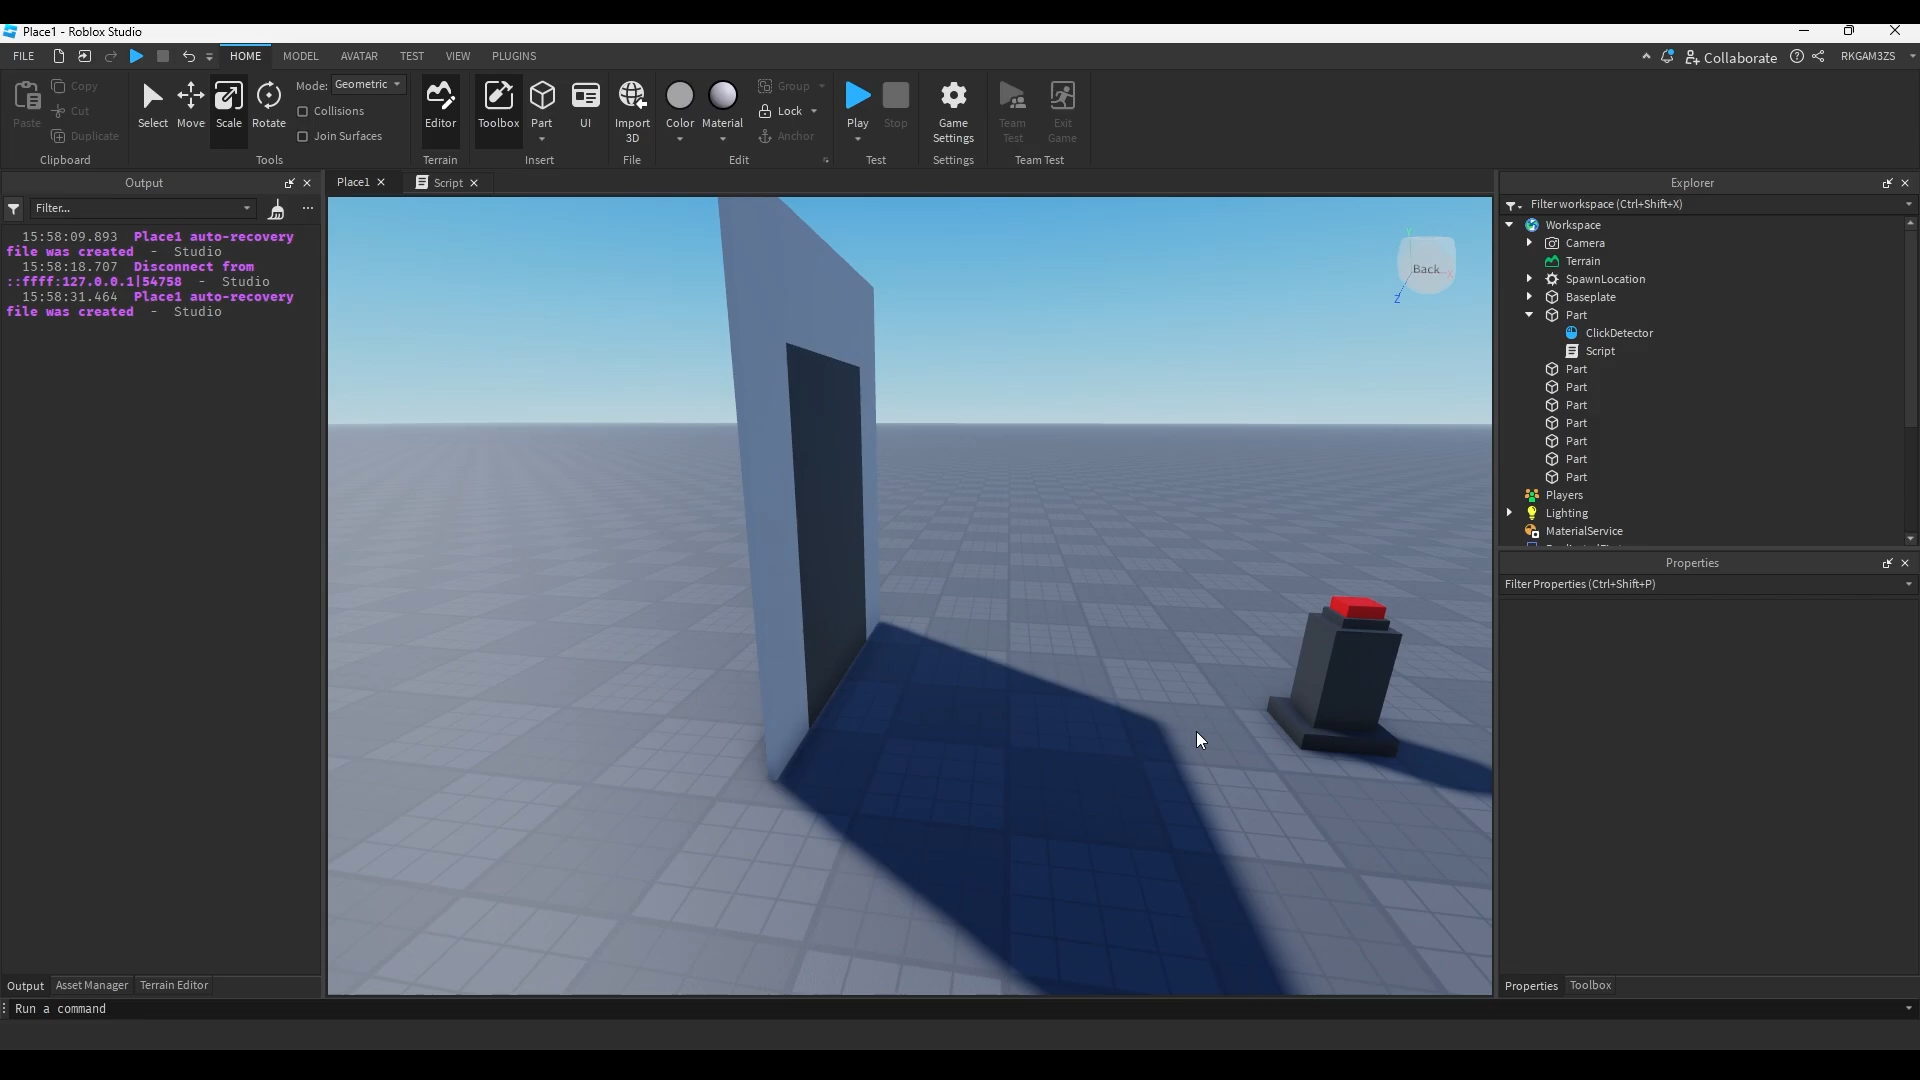 Place1 - Roblox Studio
FILE HOME MODEL AVATAR TEST VIEW PLUGINS Collaborate RKGAM3ZS
Paste Copy Cut Duplicate Clipboard
Select Move Scale Rotate Mode: Geometric Collisions Join Surfaces Tools
Editor Terrain
Toolbox Part UI Insert
Import 3D File
Color Material Group Lock Anchor Edit
Play Stop Test
Game Settings Settings
Team Test Exit Game Team Test
Output
Filter...
15:58:09.893 Place1 auto-recovery
file was created - Studio
15:58:18.707 Disconnect from
::ffff:127.0.0.1|54758 - Studio
15:58:31.464 Place1 auto-recovery
file was created - Studio
Place1 Script
Back
Y
X
Z
Explorer
Filter workspace (Ctrl+Shift+X)
Workspace
Camera
Terrain
SpawnLocation
Baseplate
Part
ClickDetector
Script
Part
Part
Part
Part
Part
Part
Part
Players
Lighting
MaterialService
Properties
Filter Properties (Ctrl+Shift+P)
Output Asset Manager Terrain Editor
Properties Toolbox
Run a command